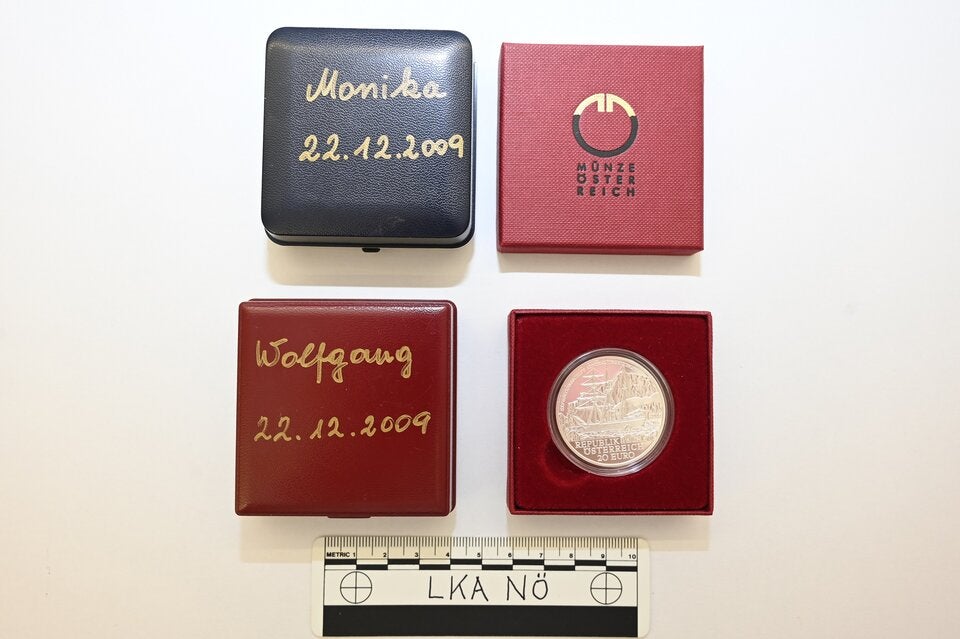 Monika
22.12.2009
MÜNZE
ÖSTER
REICH
Wolfgang
22.12.2009
REPUBLIK
ÖSTERREICH
20 EURO
METRIC 1 2 3 4 5 6 7 8 9 10
LKA NÖ